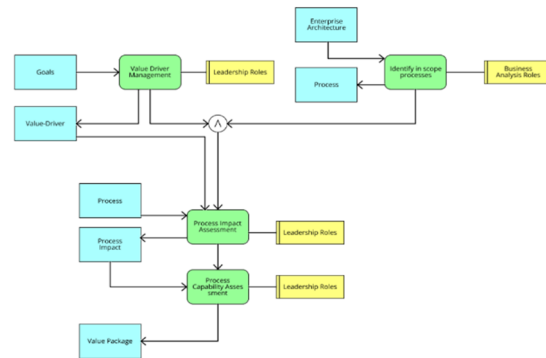 Enterprise
Architecture
Goals
Value Driver
Management
Leadership Roles
Identify in scope
processes
Business
Analysis Roles
Process
Value-Driver
Λ
Process
Process Impact
Assessment
Leadership Roles
Process
Impact
Process
Capability Asses
sment
Leadership Roles
Value Package